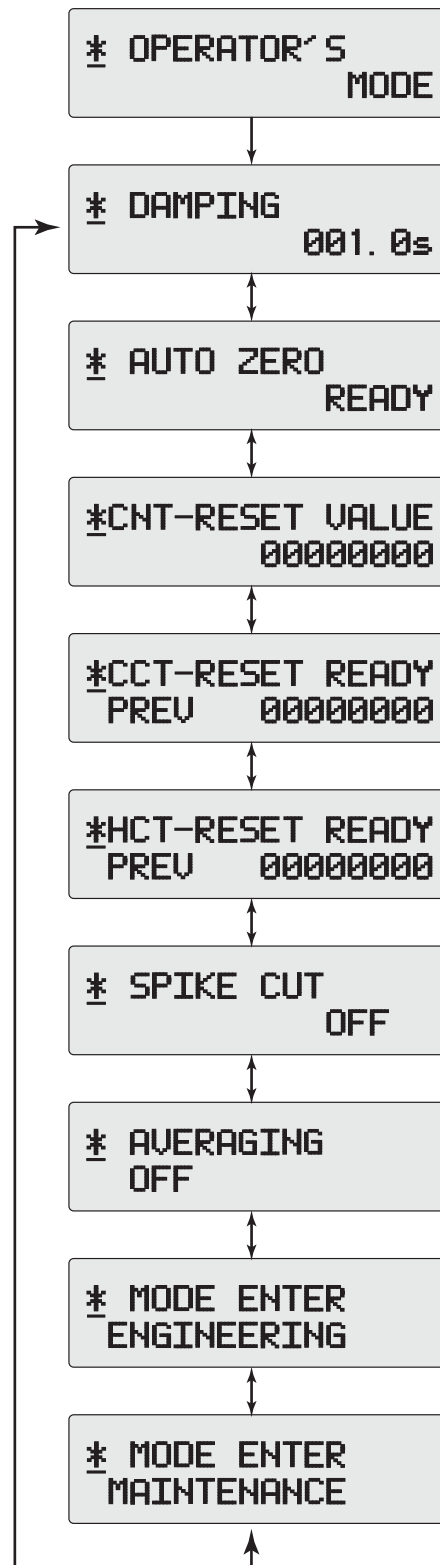 * OPERATOR´S
MODE
* DAMPING
001.0s
* AUTO ZERO
READY
*CNT-RESET VALUE
00000000
*CCT-RESET READY
PREV 00000000
*HCT-RESET READY
PREV 00000000
* SPIKE CUT
OFF
* AVERAGING
OFF
* MODE ENTER
ENGINEERING
* MODE ENTER
MAINTENANCE